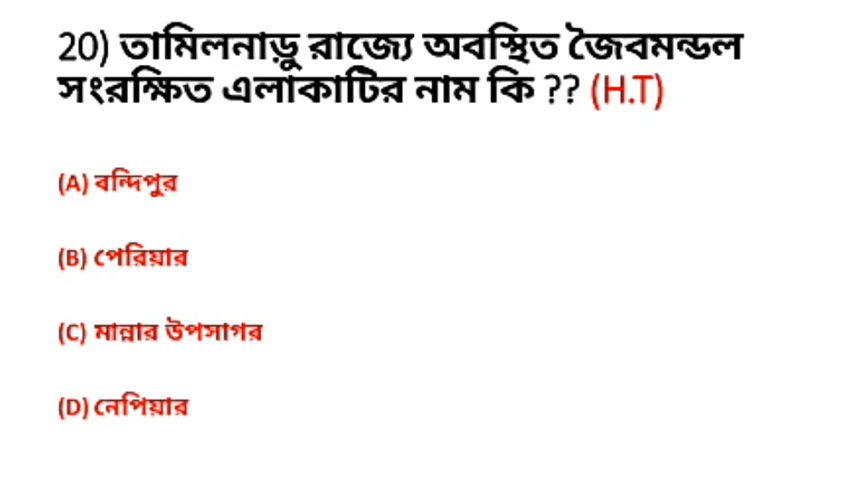 20) তামিলনাড়ু রাজ্যে অবস্থিত জৈবমন্ডল
সংরক্ষিত এলাকাটির নাম কি ?? (H.T)
(A) বন্দিপুর
(B) পেরিয়ার
(C) মান্নার উপসাগর
(D) নেপিয়ার